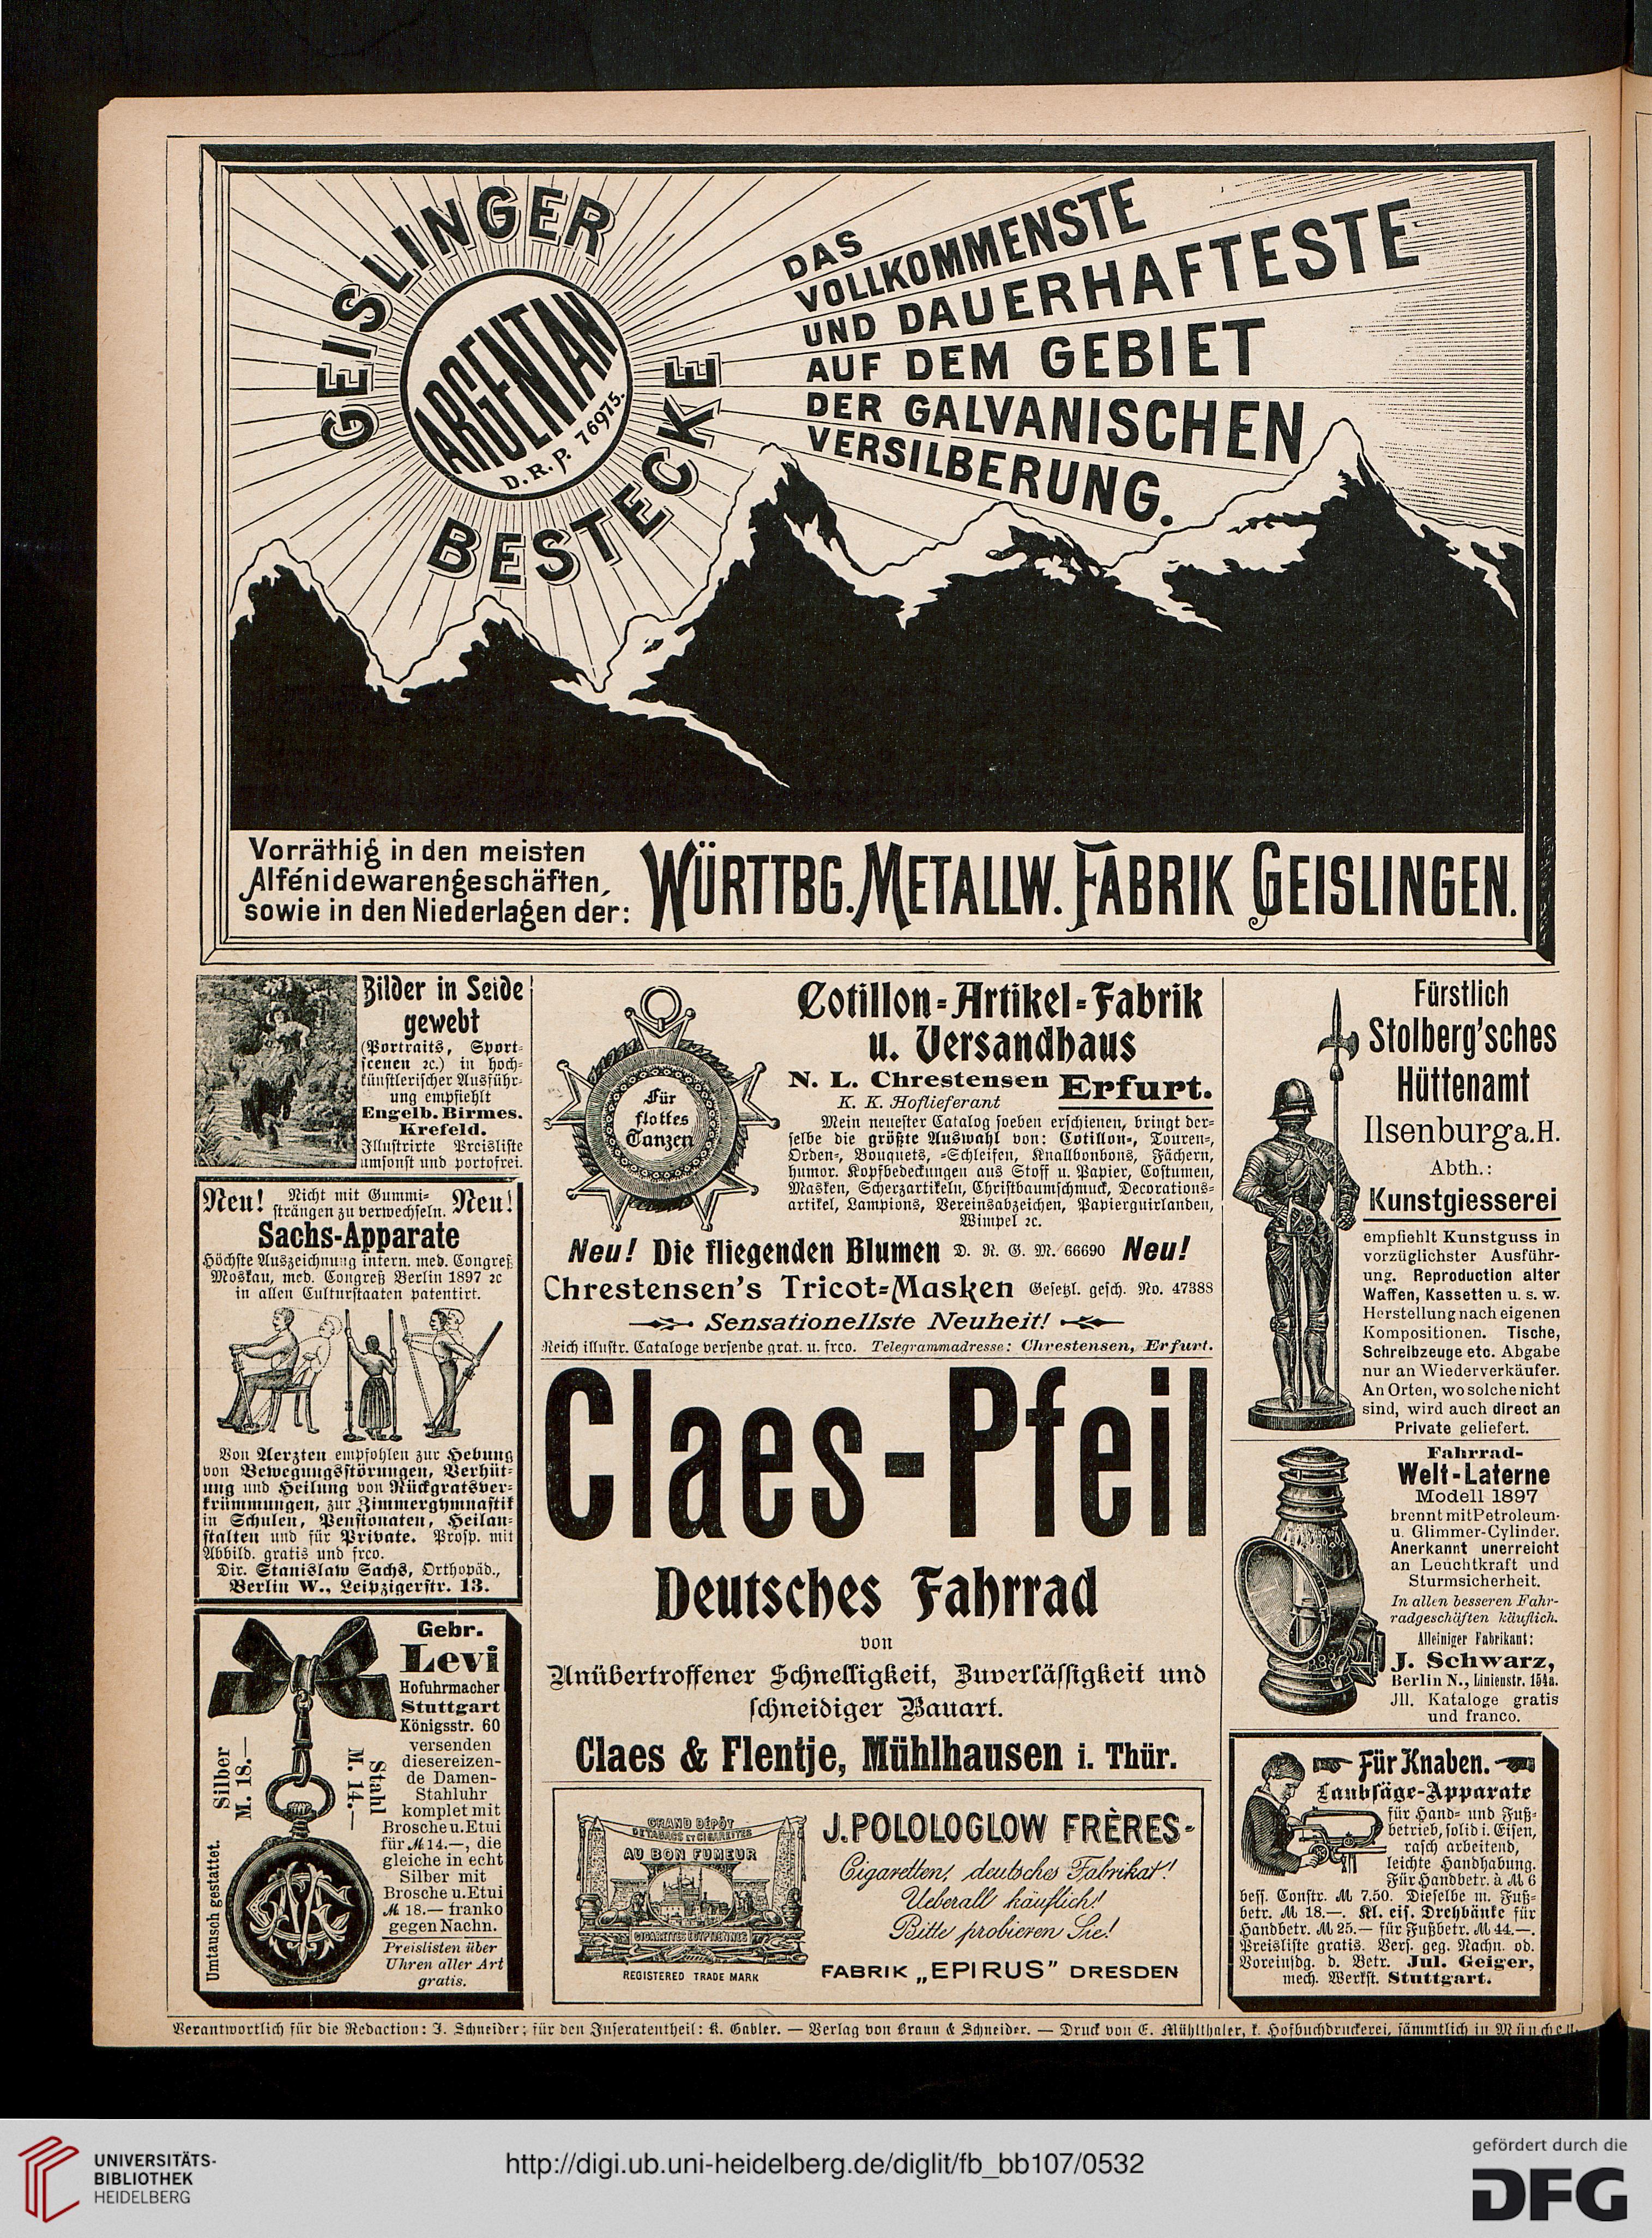 GEISLINGER
ARGENTAN
D.R.P. 76975.
BESTECKE
DAS
VOLLKOMMENSTE
UND DAUERHAFTESTE
AUF DEM GEBIET
DER GALVANISCHEN
VERSILBERUNG.
Vorräthig in den meisten
Alfénidewarengeschäften,
sowie in den Niederlagen der:
WÜRTTBG. METALLW. FABRIK GEISLINGEN.
Bilder in Seide
gewebt
(Portraits, Sport-
scenen ꝛc.) in hoch-
künstlerischer Ausführ-
ung empfiehlt
Engelb. Birmes.
Krefeld.
Illustrirte Preisliste
umsonst und portofrei.
Neu! Nicht mit Gummi- Neu!
strängen zu verwechseln.
Sachs-Apparate
Höchste Auszeichnung intern. med. Congreß
Moskau, med. Congreß Berlin 1897 ꝛc
in allen Culturstaaten patentirt.
Von Aerzten empfohlen zur Hebung
von Bewegungsstörungen, Verhüt-
ung und Heilung von Rückgratsver-
krümmungen, zur Zimmergymnastik
in Schulen, Pensionaten, Heilan-
stalten und für Private. Prosp. mit
Abbild. gratis und frco.
Dir. Stanislaw Sachs, Orthopäd.,
Berlin W., Leipzigerstr. 13.
Gebr.
Levi
Hofuhrmacher
Stuttgart
Königsstr. 60
versenden
diesereizen-
de Damen-
Stahluhr
komplet mit
Brosche u. Etui
für M 14.—, die
gleiche in echt
Silber mit
Brosche u. Etui
M 18.— franko
gegen Nachn.
Preislisten über
Uhren aller Art
gratis.
Silber
M. 18.—
Stahl
M. 14.—
Umtausch gestattet.
Für
flottes
Tanzen
Cotillon-Artikel-Fabrik
u. Versandhaus
N. L. Chrestensen Erfurt.
K. K. Hoflieferant
Mein neuester Catalog soeben erschienen, bringt der-
selbe die größte Auswahl von: Cotillon-, Touren-,
Orden-, Bouquets, -Schleifen, Knallbonbons, Fächern,
humor. Kopfbedeckungen aus Stoff u. Papier, Costumen,
Masken, Scherzartikeln, Christbaumschmuck, Decorations-
artikel, Lampions, Vereinsabzeichen, Papierguirlanden,
Wimpel ꝛc.
Neu! Die fliegenden Blumen D. R. G. M. 66690 Neu!
Chrestensen's Tricot-Masken Gesetzl. gesch. No. 47388
Sensationellste Neuheit!
Reich illustr. Cataloge versende grat. u. frco. Telegrammadresse: Chrestensen, Erfurt.
Claes-Pfeil
Deutsches Fahrrad
von
Unübertroffener Schnelligkeit, Zuverlässigkeit und
schneidiger Bauart.
Claes & Flentje, Mühlhausen i. Thür.
GRAND DÉPÔT
DE TABACS ET CIGARETTES
AU BON FUMEUR
CIGARETTES EGYPTIENNES
REGISTERED TRADE MARK
J. POLOLOGLOW FRÈRES-
Cigaretten, deutsches Fabrikat!
Ueberall käuflich!
Bitte probieren Sie!
FABRIK „EPIRUS" DRESDEN
Fürstlich
Stolberg'sches
Hüttenamt
Ilsenburg a. H.
Abth.:
Kunstgiesserei
empfiehlt Kunstguss in
vorzüglichster Ausführ-
ung. Reproduction alter
Waffen, Kassetten u. s. w.
Herstellung nach eigenen
Kompositionen. Tische,
Schreibzeuge etc. Abgabe
nur an Wiederverkäufer.
An Orten, wo solche nicht
sind, wird auch direct an
Private geliefert.
Fahrrad-
Welt-Laterne
Modell 1897
brennt mit Petroleum-
u. Glimmer-Cylinder.
Anerkannt unerreicht
an Leuchtkraft und
Sturmsicherheit.
In allen besseren Fahr-
radgeschäften käuflich.
Alleiniger Fabrikant:
J. Schwarz,
Berlin N., Linienstr. 154a.
Jll. Kataloge gratis
und franco.
Für Knaben.
Laubsäge-Apparate
für Hand- und Fuß-
betrieb, solid i. Eisen,
rasch arbeitend,
leichte Handhabung.
Für Handbetr. à M 6
bess. Constr. M 7.50. Dieselbe m. Fuß-
betr. M 18.—. Kl. eis. Drehbänke für
Handbetr. M 25.— für Fußbetr. M 44.—.
Preisliste gratis. Vers. geg. Nachn. od.
Voreinsdg. d. Betr. Jul. Geiger,
mech. Werkst. Stuttgart.
Verantwortlich für die Redaction: J. Schneider; für den Inseratentheil: K. Gabler. — Verlag von Braun & Schneider. — Druck von E. Mühlthaler, k. Hofbuchdruckerei, sämmtlich in München.
UNIVERSITÄTS-
BIBLIOTHEK
HEIDELBERG
http://digi.ub.uni-heidelberg.de/diglit/fb_bb107/0532
gefördert durch die
DFG